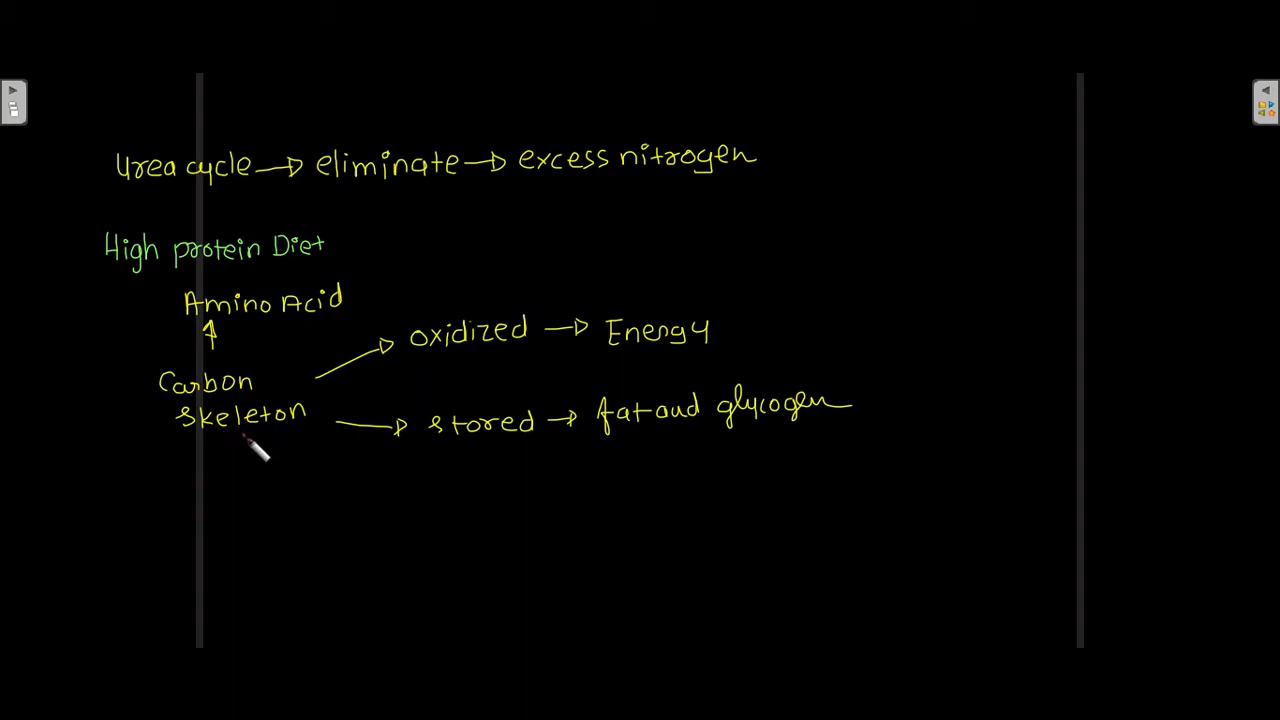 Urea cycle → eliminate → excess nitrogen
High protein Diet
Amino Acid
↑
Carbon
skeleton
→ oxidized → Energy
→ stored → fat and glycogen